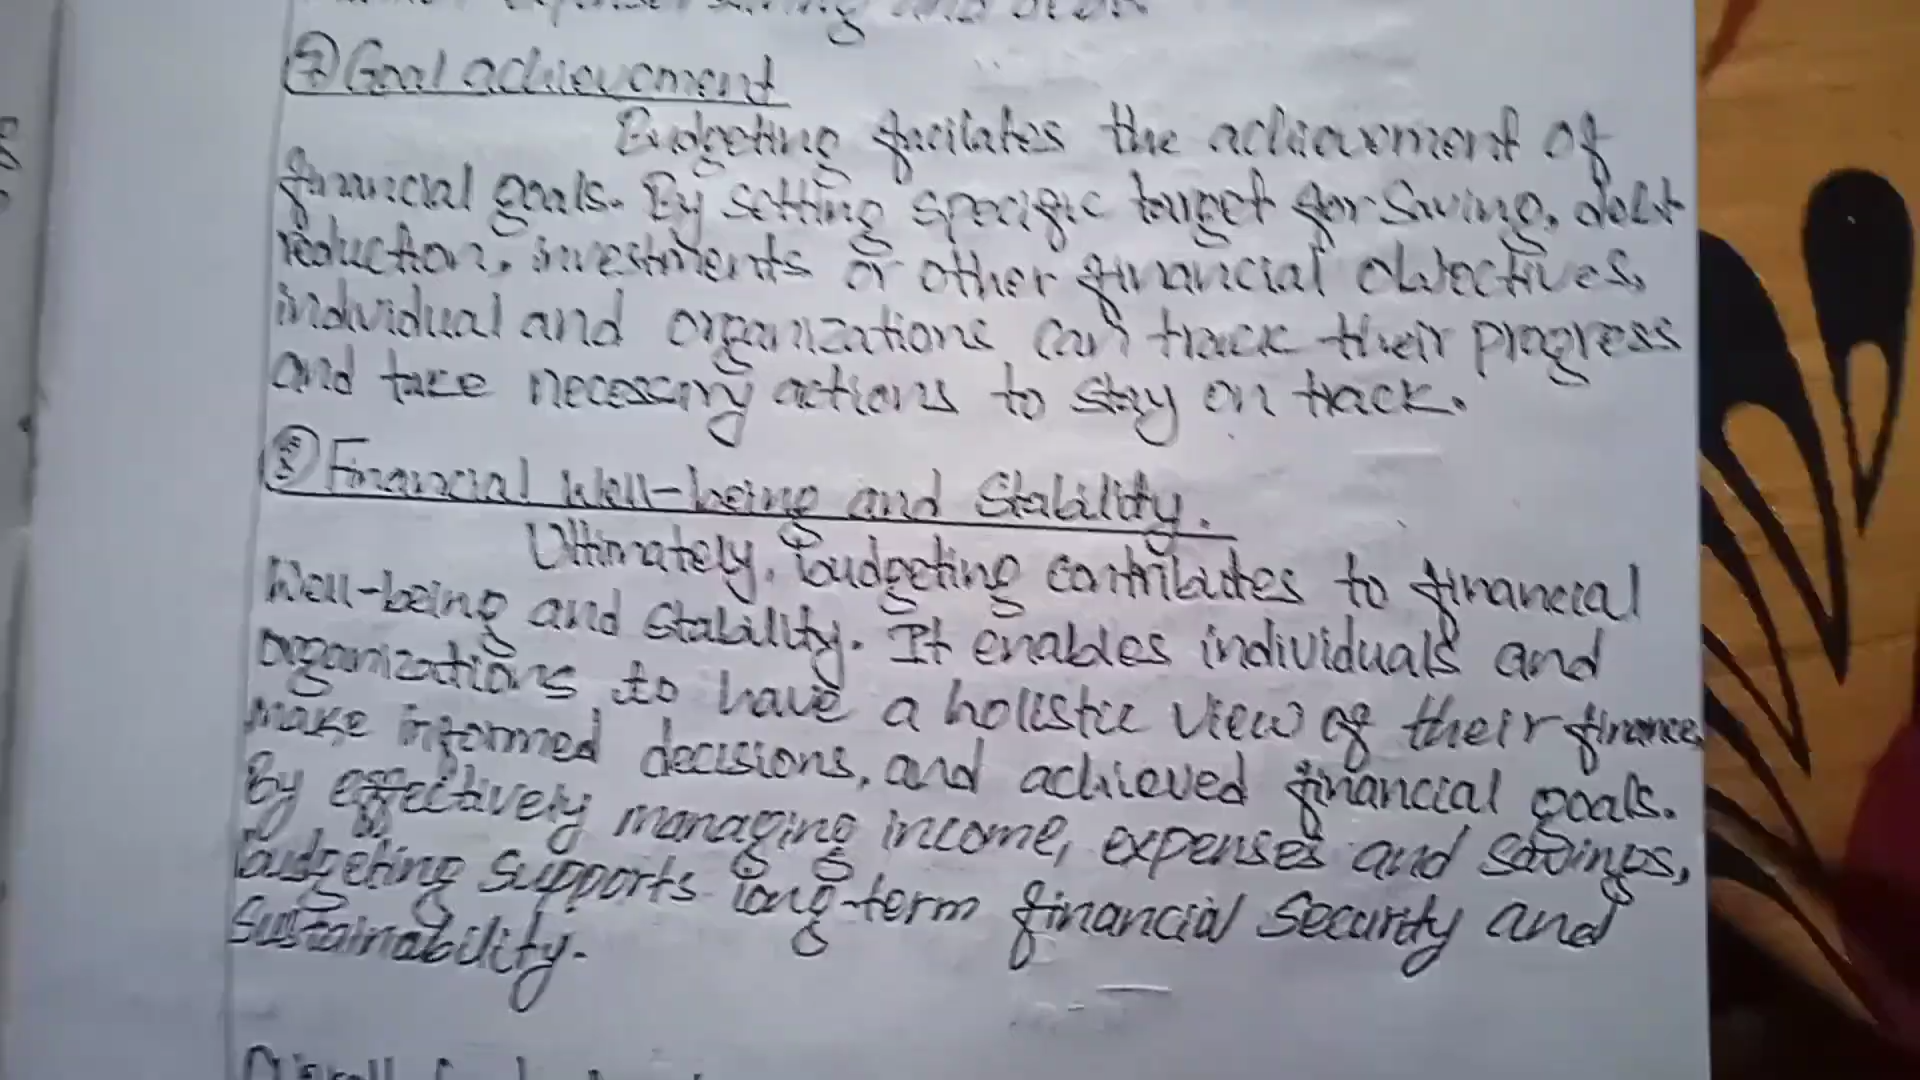 ⑦ Goal achievement
Budgeting facilates the achievement of
financial goals. By setting specific target for Saving, debt
reduction, investments or other financial objectives,
individual and organizations can track their progress
and take necessary actions to stay on track.
⑧ Financial Well-being and Stability.
Ultimately, budgeting contributes to financial
Well-being and stability. It enables individuals and
organizations to have a holistic view of their finance,
make informed decisions, and achieved financial goals.
By effectively managing income, expenses and savings,
budgeting supports long-term financial Security and
Sustainability.